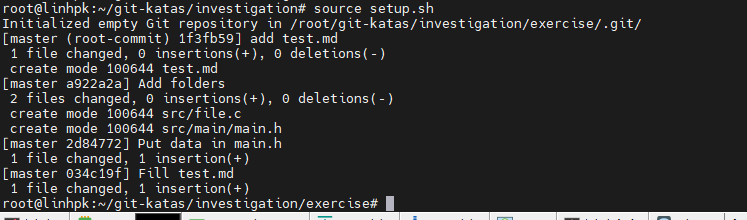 root@linhpk:~/git-katas/investigation# source setup.sh
Initialized empty Git repository in /root/git-katas/investigation/exercise/.git/
[master (root-commit) 1f3fb59] add test.md
 1 file changed, 0 insertions(+), 0 deletions(-)
 create mode 100644 test.md
[master a922a2a] Add folders
 2 files changed, 0 insertions(+), 0 deletions(-)
 create mode 100644 src/file.c
 create mode 100644 src/main/main.h
[master 2d84772] Put data in main.h
 1 file changed, 1 insertion(+)
[master 034c19f] Fill test.md
 1 file changed, 1 insertion(+)
root@linhpk:~/git-katas/investigation/exercise#